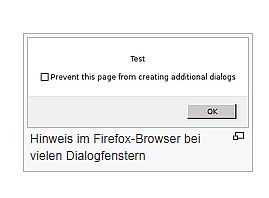 Test
Prevent this page from creating additional dialogs
OK
Hinweis im Firefox-Browser bei
vielen Dialogfenstern